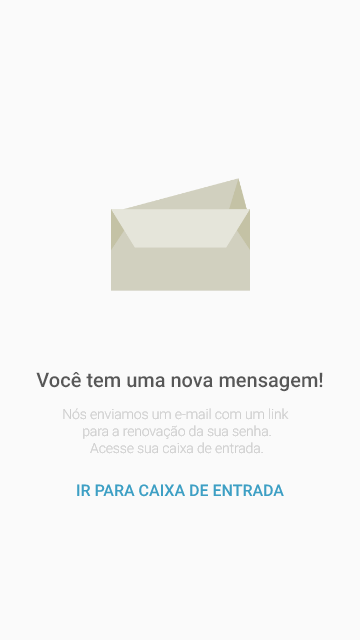 Você tem uma nova mensagem!
Nós enviamos um e-mail com um link
para a renovação da sua senha.
Acesse sua caixa de entrada.
IR PARA CAIXA DE ENTRADA